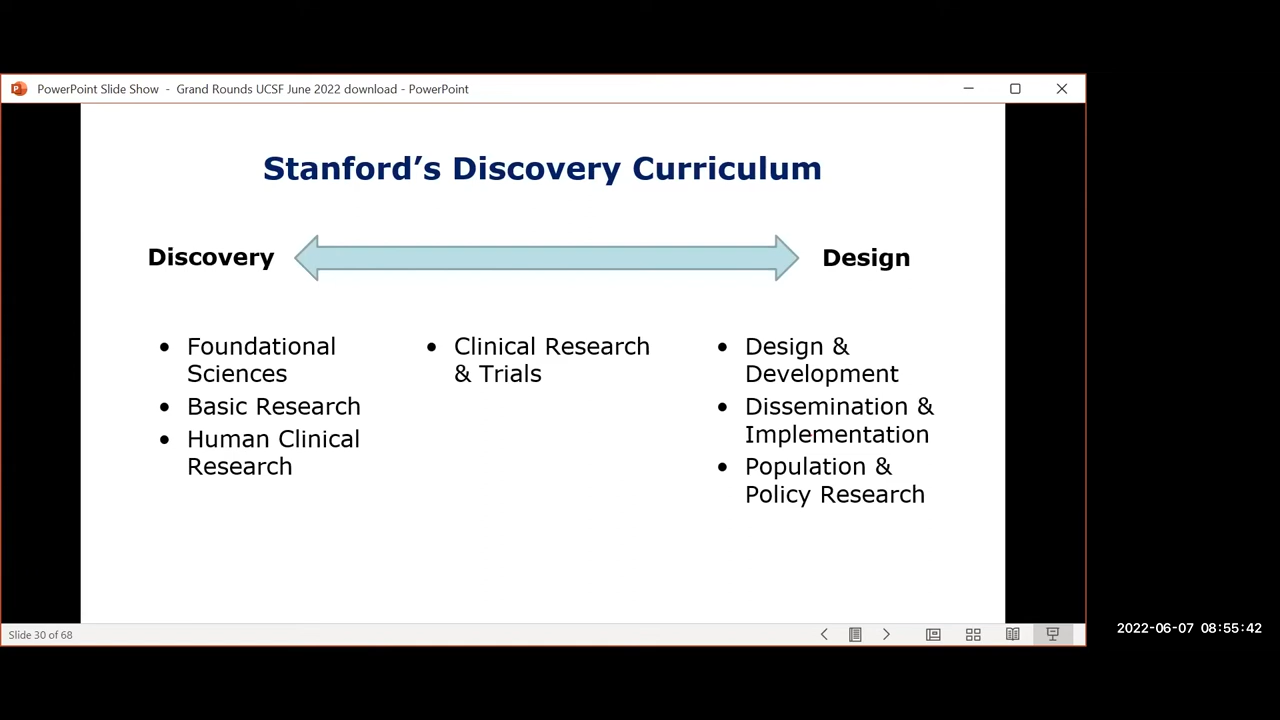 PowerPoint Slide Show - Grand Rounds UCSF June 2022 download - PowerPoint
Stanford’s Discovery Curriculum
Discovery
Design
• Foundational
Sciences
• Basic Research
• Human Clinical
Research
• Clinical Research
& Trials
• Design &
Development
• Dissemination &
Implementation
• Population &
Policy Research
Slide 30 of 68
2022-06-07 08:55:42